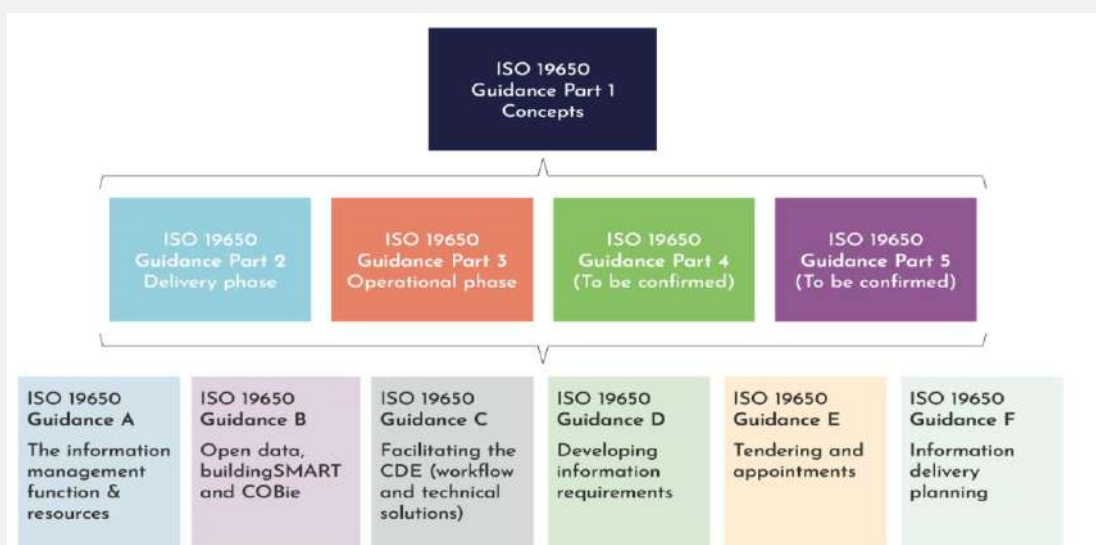 ISO 19650
Guidance Part 1
Concepts
ISO 19650
Guidance Part 2
Delivery phase
ISO 19650
Guidance Part 3
Operational phase
ISO 19650
Guidance Part 4
(To be confirmed)
ISO 19650
Guidance Part 5
(To be confirmed)
ISO 19650
Guidance A
The information
management
function &
resources
ISO 19650
Guidance B
Open data,
buildingSMART
and COBie
ISO 19650
Guidance C
Facilitating the
CDE (workflow
and technical
solutions)
ISO 19650
Guidance D
Developing
information
requirements
ISO 19650
Guidance E
Tendering and
appointments
ISO 19650
Guidance F
Information
delivery
planning